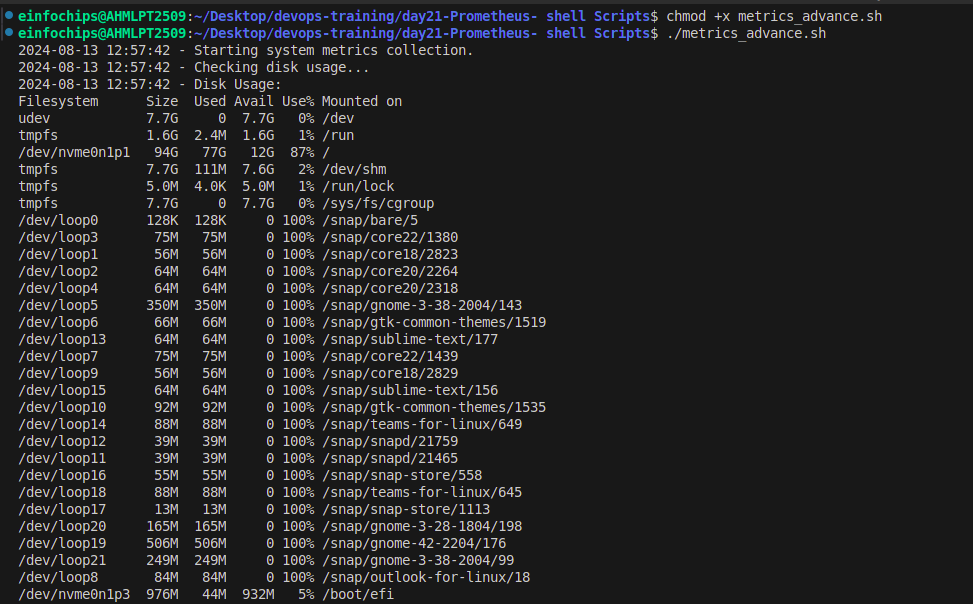 einfochips@AHMLPT2509:~/Desktop/devops-training/day21-Prometheus- shell Scripts$ chmod +x metrics_advance.sh
einfochips@AHMLPT2509:~/Desktop/devops-training/day21-Prometheus- shell Scripts$ ./metrics_advance.sh
2024-08-13 12:57:42 - Starting system metrics collection.
2024-08-13 12:57:42 - Checking disk usage...
2024-08-13 12:57:42 - Disk Usage:
Filesystem      Size  Used Avail Use% Mounted on
udev            7.7G     0  7.7G   0% /dev
tmpfs           1.6G  2.4M  1.6G   1% /run
/dev/nvme0n1p1   94G   77G   12G  87% /
tmpfs           7.7G  111M  7.6G   2% /dev/shm
tmpfs           5.0M  4.0K  5.0M   1% /run/lock
tmpfs           7.7G     0  7.7G   0% /sys/fs/cgroup
/dev/loop0      128K  128K     0 100% /snap/bare/5
/dev/loop3       75M   75M     0 100% /snap/core22/1380
/dev/loop1       56M   56M     0 100% /snap/core18/2823
/dev/loop2       64M   64M     0 100% /snap/core20/2264
/dev/loop4       64M   64M     0 100% /snap/core20/2318
/dev/loop5      350M  350M     0 100% /snap/gnome-3-38-2004/143
/dev/loop6       66M   66M     0 100% /snap/gtk-common-themes/1519
/dev/loop13      64M   64M     0 100% /snap/sublime-text/177
/dev/loop7       75M   75M     0 100% /snap/core22/1439
/dev/loop9       56M   56M     0 100% /snap/core18/2829
/dev/loop15      64M   64M     0 100% /snap/sublime-text/156
/dev/loop10      92M   92M     0 100% /snap/gtk-common-themes/1535
/dev/loop14      88M   88M     0 100% /snap/teams-for-linux/649
/dev/loop12      39M   39M     0 100% /snap/snapd/21759
/dev/loop11      39M   39M     0 100% /snap/snapd/21465
/dev/loop16      55M   55M     0 100% /snap/snap-store/558
/dev/loop18      88M   88M     0 100% /snap/teams-for-linux/645
/dev/loop17      13M   13M     0 100% /snap/snap-store/1113
/dev/loop20     165M  165M     0 100% /snap/gnome-3-28-1804/198
/dev/loop19     506M  506M     0 100% /snap/gnome-42-2204/176
/dev/loop21     249M  249M     0 100% /snap/gnome-3-38-2004/99
/dev/loop8       84M   84M     0 100% /snap/outlook-for-linux/18
/dev/nvme0n1p3  976M   44M  932M   5% /boot/efi